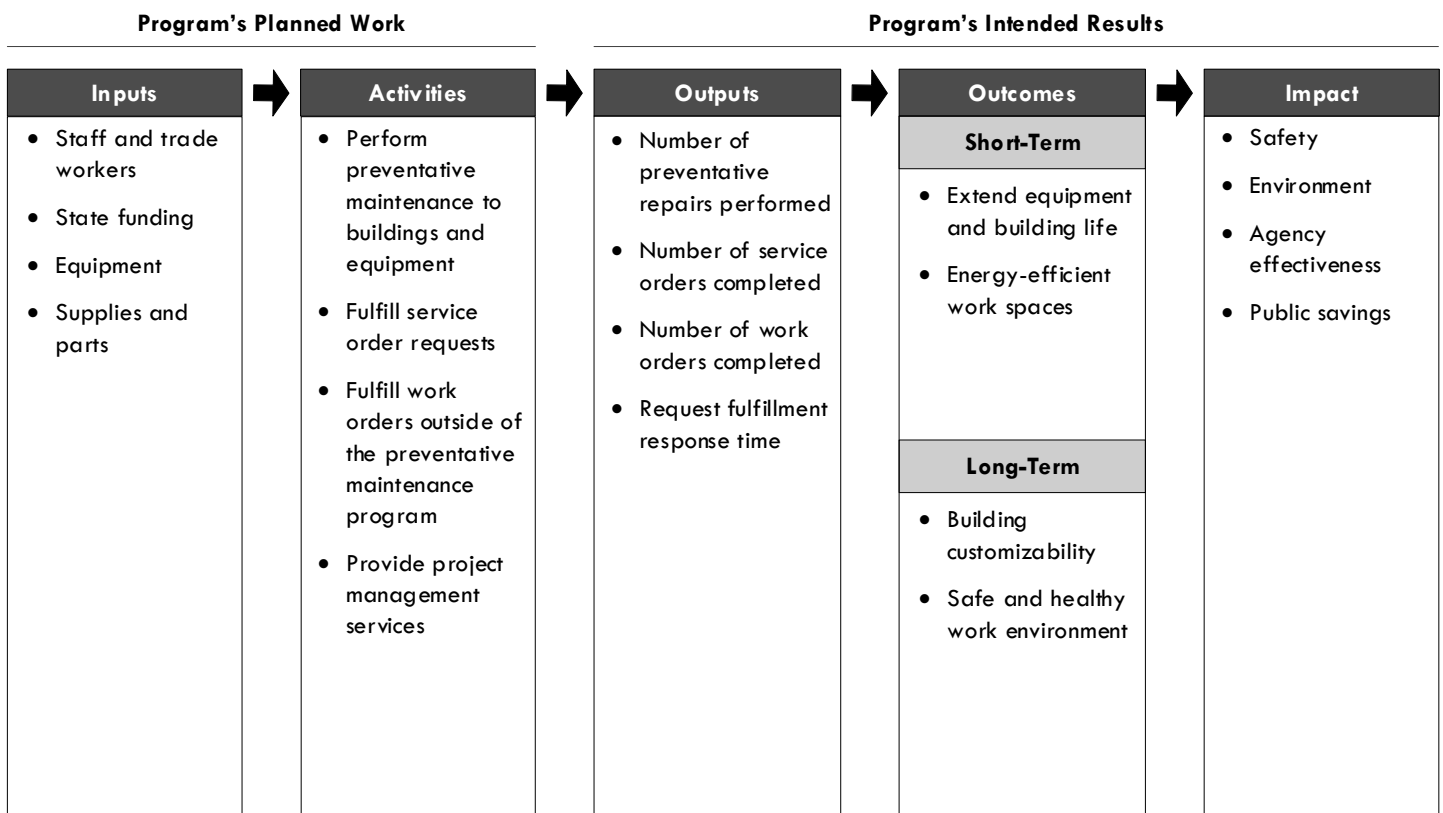 Program's Planned Work
Program's Intended Results
Inputs
• Staff and trade
workers
• State funding
• Equipment
• Supplies and
parts
Activities
• Perform
preventative
maintenance to
buildings and
equipment
• Fulfill service
order requests
• Fulfill work
orders outside of
the preventative
maintenance
program
• Provide project
management
services
Outputs
• Number of
preventative
repairs performed
• Number of service
orders completed
• Number of work
orders completed
• Request fulfillment
response time
Outcomes
Short-Term
• Extend equipment
and building life
• Energy-efficient
work spaces
Long-Term
• Building
customizability
• Safe and healthy
work environment
Impact
• Safety
• Environment
• Agency
effectiveness
• Public savings